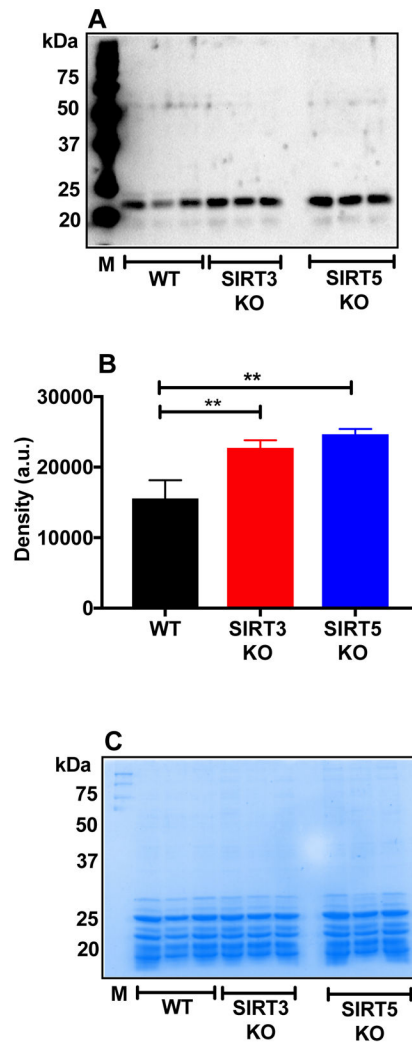 A
kDa
75
50
37
25
20
M
WT
SIRT3
KO
SIRT5
KO
B
**
**
30000
20000
10000
0
Density (a.u.)
WT
SIRT3
KO
SIRT5
KO
C
kDa
75
50
37
25
20
M
WT
SIRT3
KO
SIRT5
KO